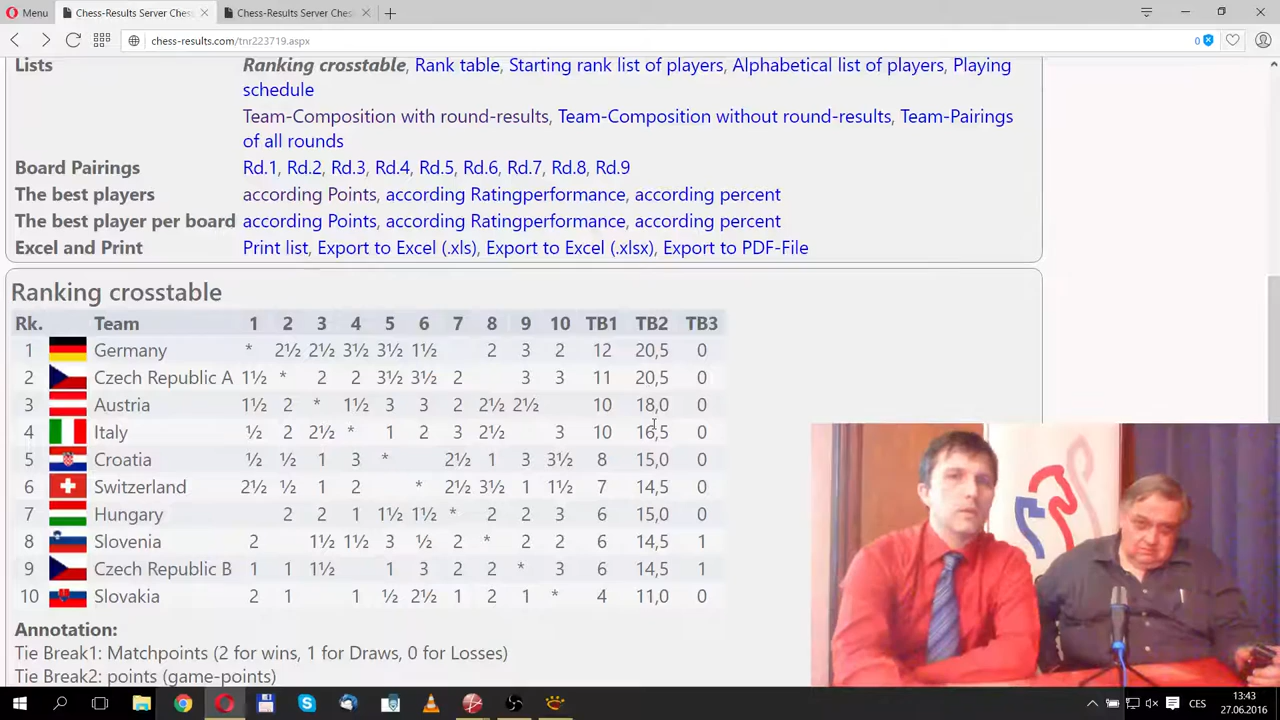 Menu Chess-Results Server Chess Chess-Results Server Chess
chess-results.com/tnr223719.aspx 0
Lists Ranking crosstable, Rank table, Starting rank list of players, Alphabetical list of players, Playing
schedule
Team-Composition with round-results, Team-Composition without round-results, Team-Pairings
of all rounds
Board Pairings Rd.1, Rd.2, Rd.3, Rd.4, Rd.5, Rd.6, Rd.7, Rd.8, Rd.9
The best players according Points, according Ratingperformance, according percent
The best player per board according Points, according Ratingperformance, according percent
Excel and Print Print list, Export to Excel (.xls), Export to Excel (.xlsx), Export to PDF-File
Ranking crosstable
Rk. Team 1 2 3 4 5 6 7 8 9 10 TB1 TB2 TB3
1 Germany * 2½ 2½ 3½ 3½ 1½ 2 3 2 12 20,5 0
2 Czech Republic A 1½ * 2 2 3½ 3½ 2 3 3 11 20,5 0
3 Austria 1½ 2 * 1½ 3 3 2 2½ 2½ 10 18,0 0
4 Italy ½ 2 2½ * 1 2 3 2½ 3 10 16,5 0
5 Croatia ½ ½ 1 3 * 2½ 1 3 3½ 8 15,0 0
6 Switzerland 2½ ½ 1 2 * 2½ 3½ 1 1½ 7 14,5 0
7 Hungary 2 2 1 1½ 1½ * 2 2 3 6 15,0 0
8 Slovenia 2 1½ 1½ 3 ½ 2 * 2 2 6 14,5 1
9 Czech Republic B 1 1 1½ 1 3 2 2 * 3 6 14,5 1
10 Slovakia 2 1 1 ½ 2½ 1 2 1 * 4 11,0 0
Annotation:
Tie Break1: Matchpoints (2 for wins, 1 for Draws, 0 for Losses)
Tie Break2: points (game-points)
CES 13:43
27.06.2016